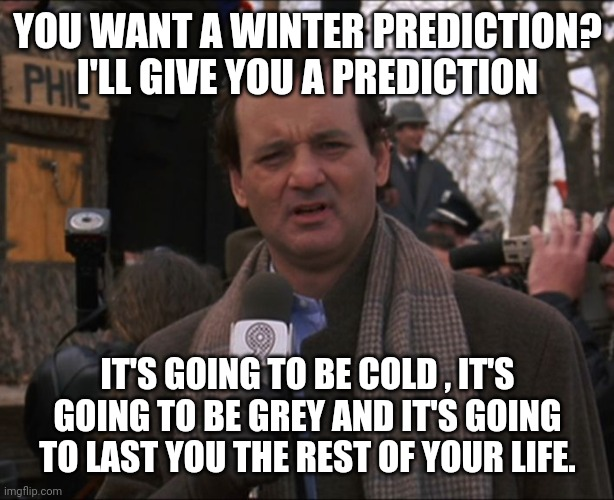 YOU WANT A WINTER PREDICTION?
I'LL GIVE YOU A PREDICTION
PHIL
IT'S GOING TO BE COLD , IT'S
GOING TO BE GREY AND IT'S GOING
TO LAST YOU THE REST OF YOUR LIFE.
imgflip.com